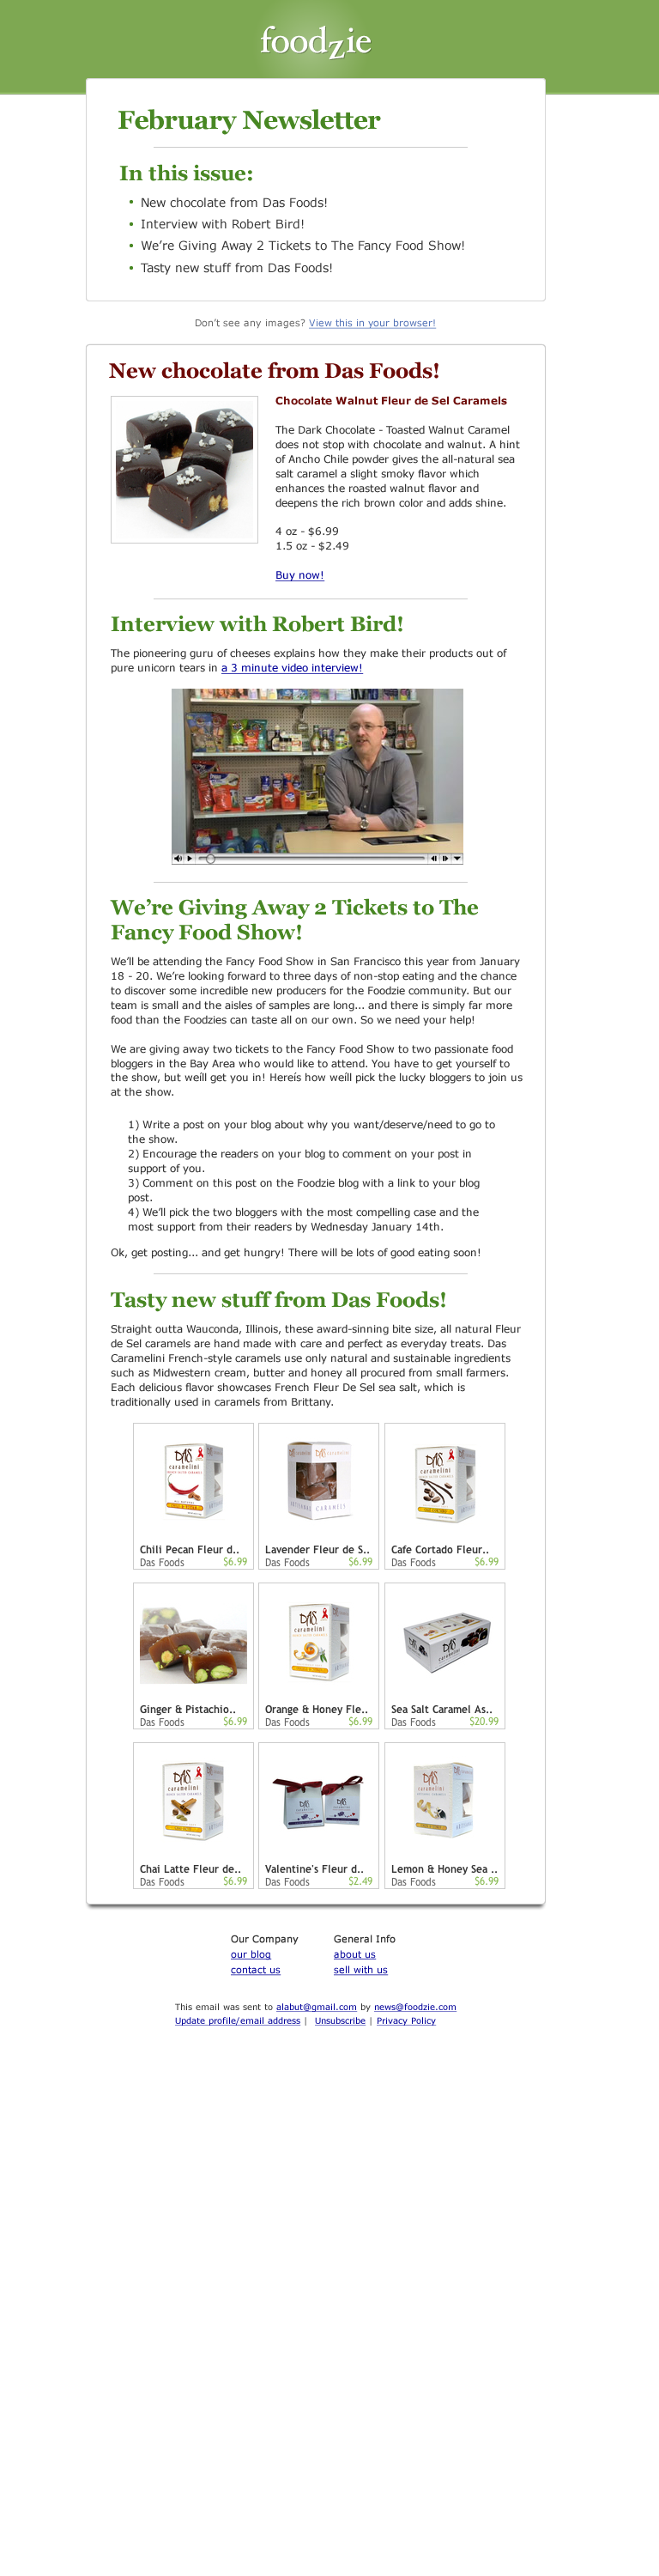 foodzie
February Newsletter
In this issue:
• New chocolate from Das Foods!
• Interview with Robert Bird!
• We're Giving Away 2 Tickets to The Fancy Food Show!
• Tasty new stuff from Das Foods!
Don't see any images? View this in your browser!
New chocolate from Das Foods!
Chocolate Walnut Fleur de Sel Caramels
The Dark Chocolate - Toasted Walnut Caramel
does not stop with chocolate and walnut. A hint
of Ancho Chile powder gives the all-natural sea
salt caramel a slight smoky flavor which
enhances the roasted walnut flavor and
deepens the rich brown color and adds shine.
4 oz - $6.99
1.5 oz - $2.49
Buy now!
Interview with Robert Bird!
The pioneering guru of cheeses explains how they make their products out of
pure unicorn tears in a 3 minute video interview!
We're Giving Away 2 Tickets to The
Fancy Food Show!
We'll be attending the Fancy Food Show in San Francisco this year from January
18 - 20. We're looking forward to three days of non-stop eating and the chance
to discover some incredible new producers for the Foodzie community. But our
team is small and the aisles of samples are long... and there is simply far more
food than the Foodzies can taste all on our own. So we need your help!
We are giving away two tickets to the Fancy Food Show to two passionate food
bloggers in the Bay Area who would like to attend. You have to get yourself to
the show, but weíll get you in! Hereís how weíll pick the lucky bloggers to join us
at the show.
1) Write a post on your blog about why you want/deserve/need to go to
the show.
2) Encourage the readers on your blog to comment on your post in
support of you.
3) Comment on this post on the Foodzie blog with a link to your blog
post.
4) We'll pick the two bloggers with the most compelling case and the
most support from their readers by Wednesday January 14th.
Ok, get posting... and get hungry! There will be lots of good eating soon!
Tasty new stuff from Das Foods!
Straight outta Wauconda, Illinois, these award-sinning bite size, all natural Fleur
de Sel caramels are hand made with care and perfect as everyday treats. Das
Caramelini French-style caramels use only natural and sustainable ingredients
such as Midwestern cream, butter and honey all procured from small farmers.
Each delicious flavor showcases French Fleur De Sel sea salt, which is
traditionally used in caramels from Brittany.
DAS caramelini
CARAMELS
DAS caramelini
Chili Pecan Fleur d.. Lavender Fleur de S.. Cafe Cortado Fleur..
Das Foods $6.99 Das Foods $6.99 Das Foods $6.99
DAS caramelini
DAS caramelini
Ginger & Pistachio.. Orange & Honey Fle.. Sea Salt Caramel As..
Das Foods $6.99 Das Foods $6.99 Das Foods $20.99
DAS caramelini
DAS
DAS caramelini
Chai Latte Fleur de.. Valentine's Fleur d.. Lemon & Honey Sea ..
Das Foods $6.99 Das Foods $2.49 Das Foods $6.99
Our Company General Info
our blog about us
contact us sell with us
This email was sent to alabut@gmail.com by news@foodzie.com
Update profile/email address | Unsubscribe | Privacy Policy